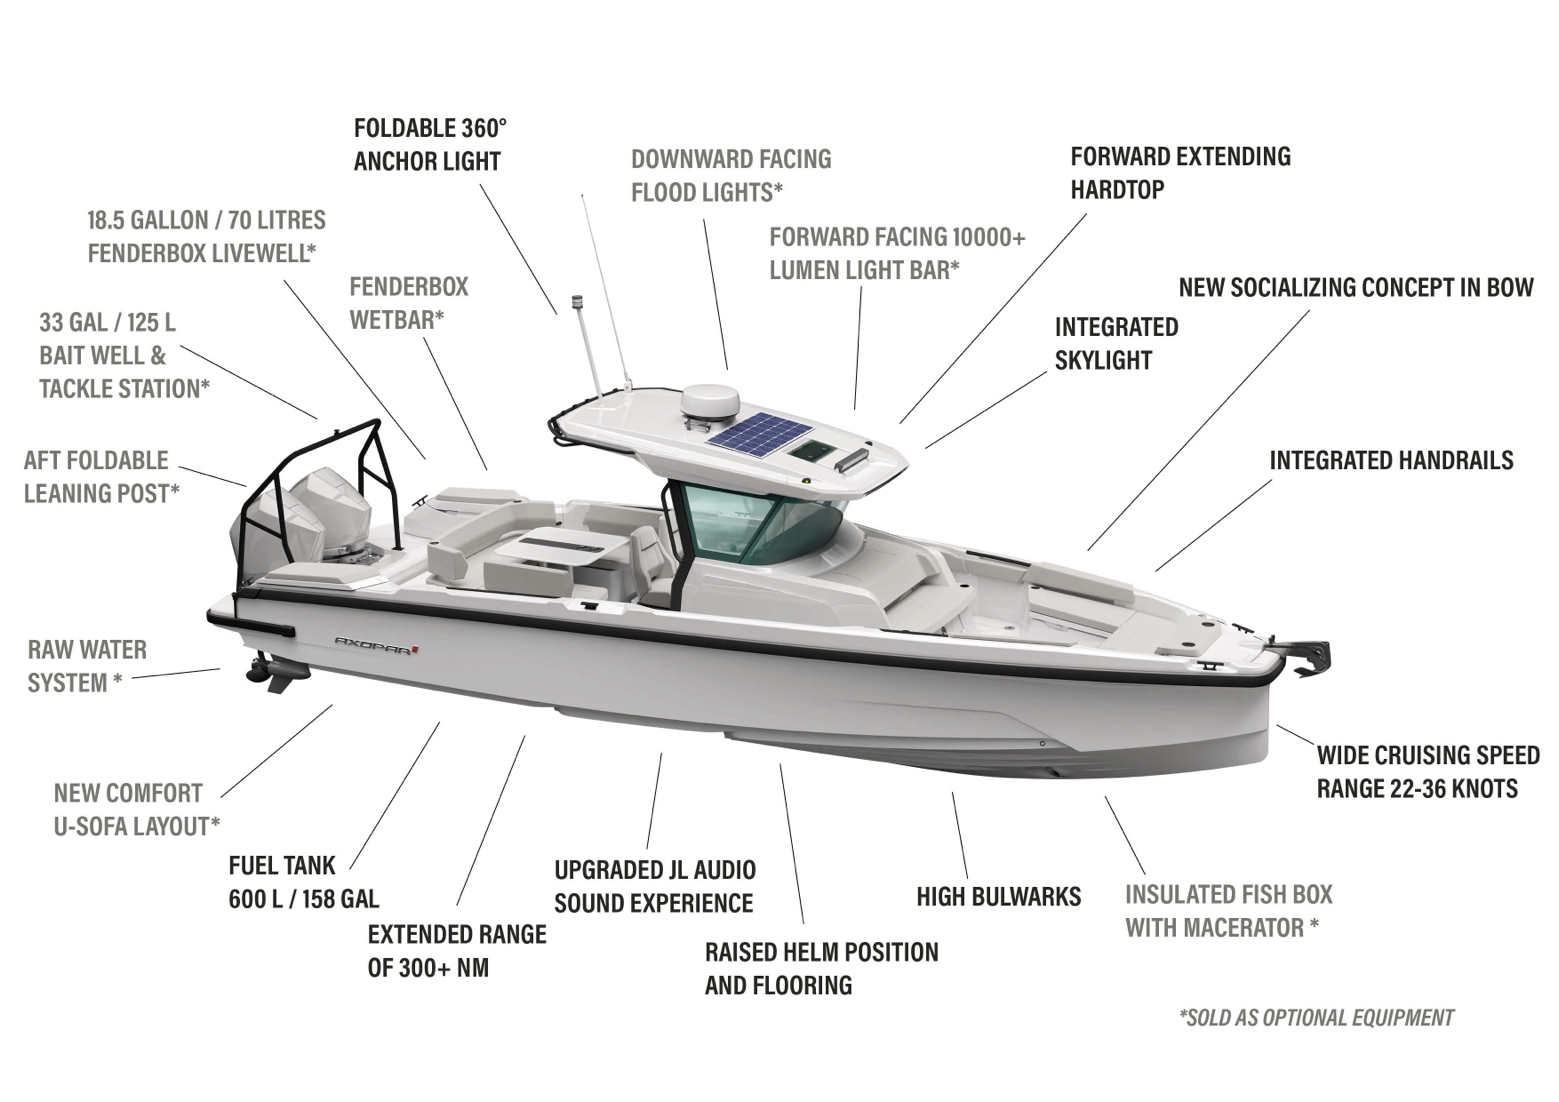 FOLDABLE 360°
ANCHOR LIGHT
DOWNWARD FACING
FLOOD LIGHTS*
FORWARD EXTENDING
HARDTOP
18.5 GALLON / 70 LITRES
FENDERBOX LIVEWELL*
FORWARD FACING 10000+
LUMEN LIGHT BAR*
FENDERBOX
WETBAR*
NEW SOCIALIZING CONCEPT IN BOW
33 GAL / 125 L
BAIT WELL &
TACKLE STATION*
INTEGRATED
SKYLIGHT
AFT FOLDABLE
LEANING POST*
INTEGRATED HANDRAILS
AXOPAR
RAW WATER
SYSTEM *
WIDE CRUISING SPEED
RANGE 22-36 KNOTS
NEW COMFORT
U-SOFA LAYOUT*
FUEL TANK
600 L / 158 GAL
UPGRADED JL AUDIO
SOUND EXPERIENCE
HIGH BULWARKS
INSULATED FISH BOX
WITH MACERATOR *
EXTENDED RANGE
OF 300+ NM
RAISED HELM POSITION
AND FLOORING
*SOLD AS OPTIONAL EQUIPMENT